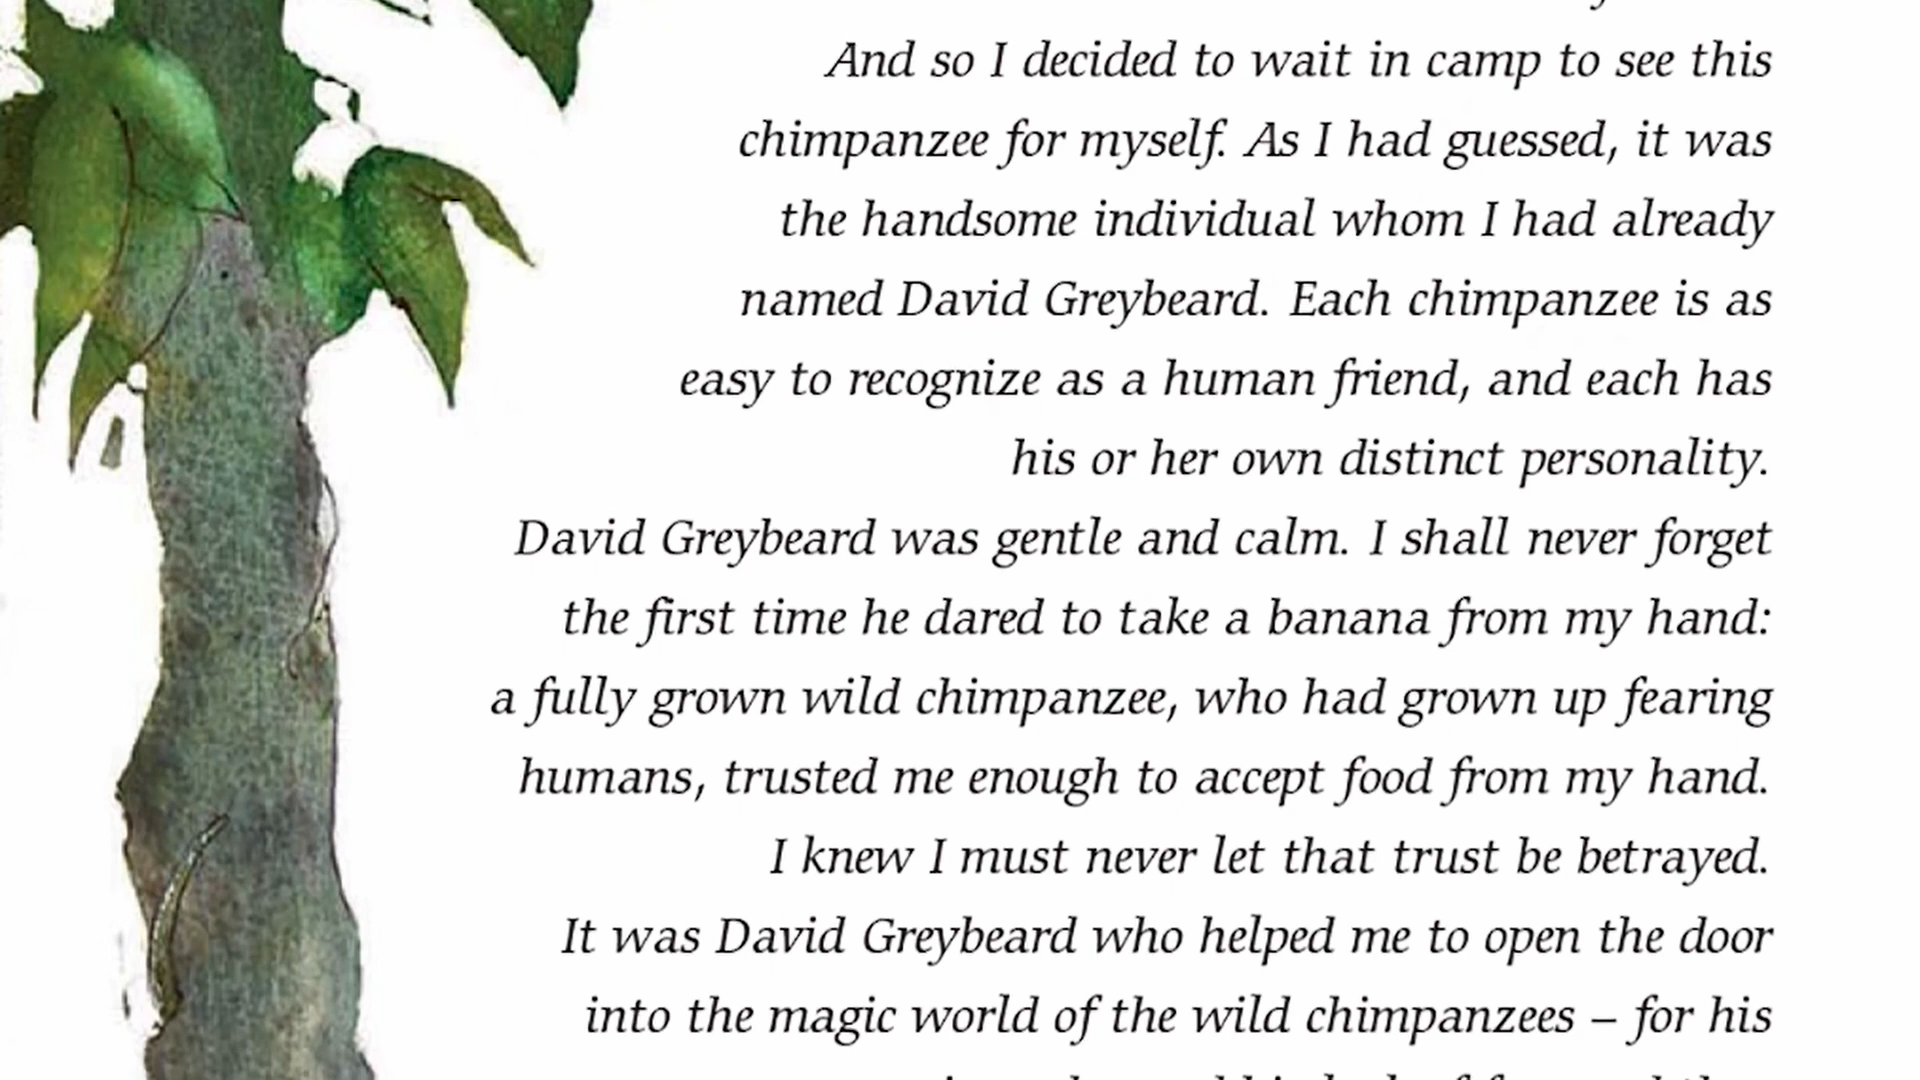 And so I decided to wait in camp to see this
chimpanzee for myself. As I had guessed, it was
the handsome individual whom I had already
named David Greybeard. Each chimpanzee is as
easy to recognize as a human friend, and each has
his or her own distinct personality.
David Greybeard was gentle and calm. I shall never forget
the first time he dared to take a banana from my hand:
a fully grown wild chimpanzee, who had grown up fearing
humans, trusted me enough to accept food from my hand.
I knew I must never let that trust be betrayed.
It was David Greybeard who helped me to open the door
into the magic world of the wild chimpanzees – for his